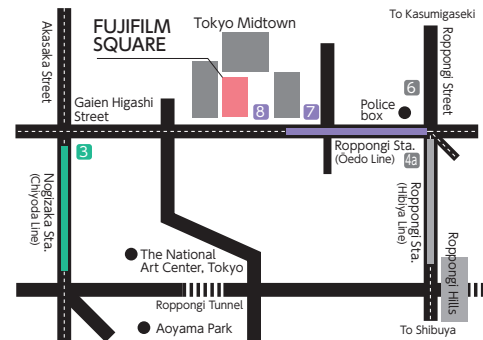 To Kasumigaseki
Akasaka Street
FUJIFILM
SQUARE
Tokyo Midtown
Roppongi Street
6
Gaien Higashi
Street
8
7
Police
box
3
Roppongi Sta.
(Ōedo Line)
4a
Nogizaka Sta.
(Chiyoda Line)
Roppongi Sta.
(Hibiya Line)
The National
Art Center, Tokyo
Roppongi Hills
Roppongi Tunnel
Aoyama Park
To Shibuya